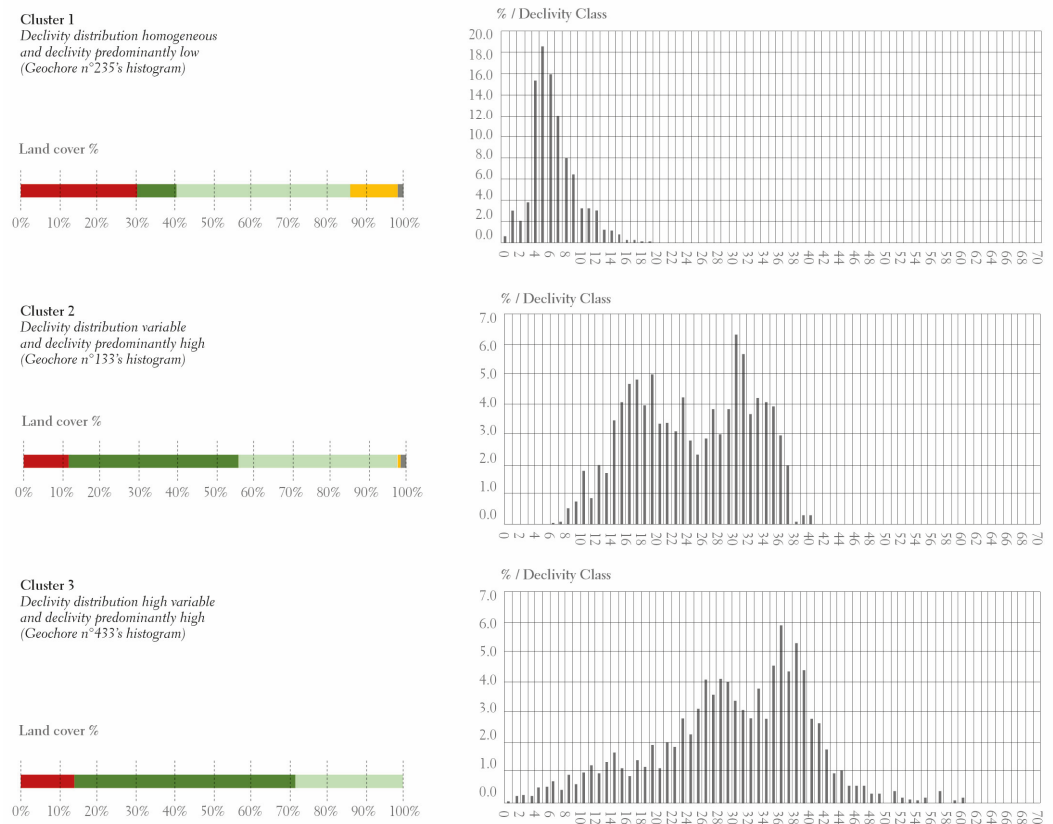 Cluster 1
Declivity distribution homogeneous
and declivity predominantly low
(Geochore n°235's histogram)
Land cover %
0% 10% 20% 30% 40% 50% 60% 70% 80% 90% 100%
% / Declivity Class
20.0
18.0
16.0
14.0
12.0
10.0
8.0
6.0
4.0
2.0
0.0
0 2 4 6 8 10 12 14 16 18 20 22 24 26 28 30 32 34 36 38 40 42 44 46 48 50 52 54 56 58 60 62 64 66 68 70
Cluster 2
Declivity distribution variable
and declivity predominantly high
(Geochore n°133's histogram)
Land cover %
0% 10% 20% 30% 40% 50% 60% 70% 80% 90% 100%
% / Declivity Class
7.0
6.0
5.0
4.0
3.0
2.0
1.0
0.0
0 2 4 6 8 10 12 14 16 18 20 22 24 26 28 30 32 34 36 38 40 42 44 46 48 50 52 54 56 58 60 62 64 66 68 70
Cluster 3
Declivity distribution high variable
and declivity predominantly high
(Geochore n°433's histogram)
Land cover %
0% 10% 20% 30% 40% 50% 60% 70% 80% 90% 100%
% / Declivity Class
7.0
6.0
5.0
4.0
3.0
2.0
1.0
0.0
0 2 4 6 8 10 12 14 16 18 20 22 24 26 28 30 32 34 36 38 40 42 44 46 48 50 52 54 56 58 60 62 64 66 68 70